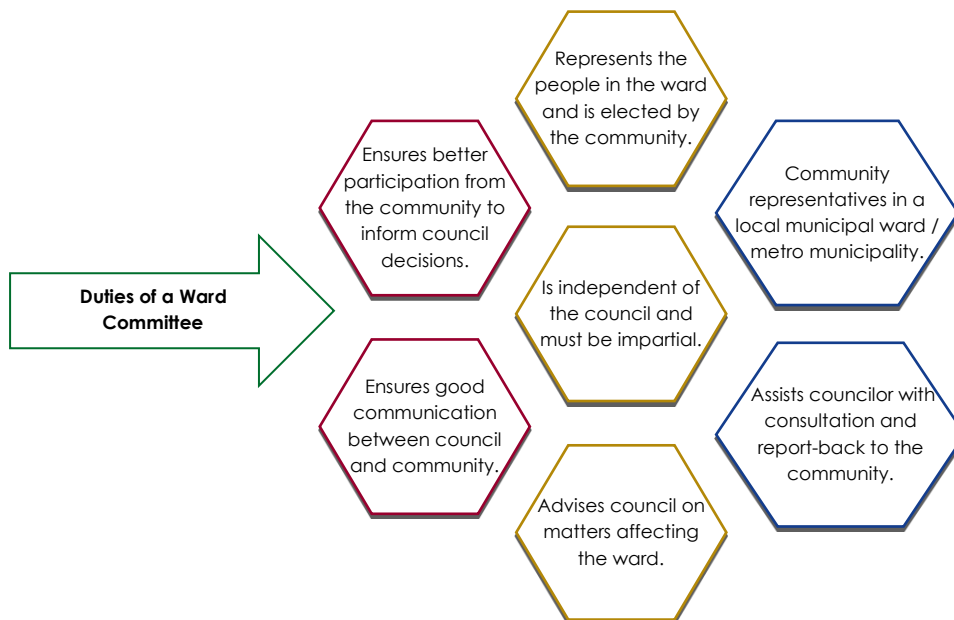 Duties of a Ward
Committee
Ensures better
participation from
the community to
inform council
decisions.
Ensures good
communication
between council
and community.
Represents the
people in the ward
and is elected by
the community.
Is independent of
the council and
must be impartial.
Advises council on
matters affecting
the ward.
Community
representatives in a
local municipal ward /
metro municipality.
Assists councilor with
consultation and
report-back to the
community.